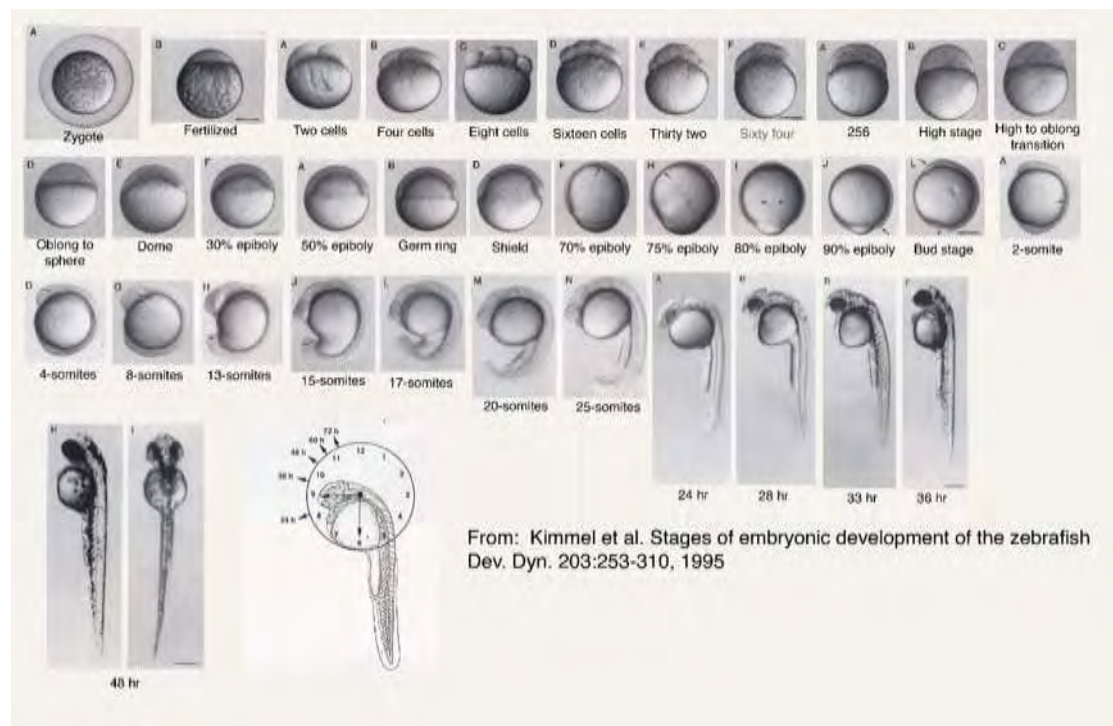 A
B
A
B
C
D
E
F
A
B
C
Zygote
Fertilized
Two cells
Four cells
Eight cells
Sixteen cells
Thirty two
Sixty four
256
High stage
High to oblong
transition
D
E
F
A
B
D
F
H
I
J
L
A
Oblong to
sphere
Dome
30% epiboly
50% epiboly
Germ ring
Shield
70% epiboly
75% epiboly
80% epiboly
90% epiboly
Bud stage
2-somite
D
G
H
J
L
M
N
4-somites
8-somites
13-somites
15-somites
17-somites
20-somites
25-somites
24 hr
28 hr
33 hr
36 hr
H
I
48 hr
72 h
60 h
48 h
36 h
24 h
12
1
2
3
4
9
10
11
From: Kimmel et al. Stages of embryonic development of the zebrafish
Dev. Dyn. 203:253-310, 1995